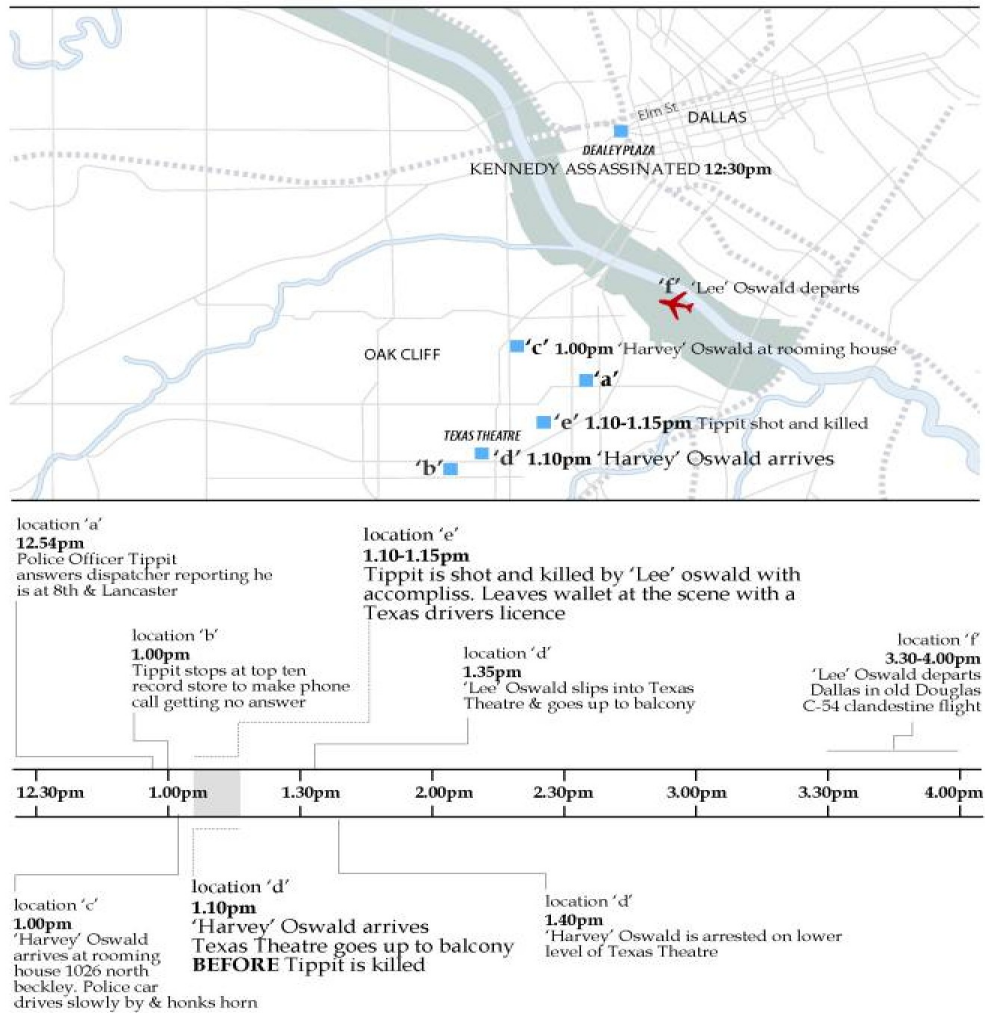 Elm St
DALLAS
DEALEY PLAZA
KENNEDY ASSASSINATED 12:30pm
'f' 'Lee' Oswald departs
OAK CLIFF
'c' 1.00pm 'Harvey' Oswald at rooming house
'a'
'e' 1.10-1.15pm Tippit shot and killed
TEXAS THEATRE
'd' 1.10pm 'Harvey' Oswald arrives
'b'
location 'a'
12.54pm
Police Officer Tippit
answers dispatcher reporting he
is at 8th & Lancaster
location 'e'
1.10-1.15pm
Tippit is shot and killed by 'Lee' oswald with
accompliss. Leaves wallet at the scene with a
Texas drivers licence
location 'b'
1.00pm
Tippit stops at top ten
record store to make phone
call getting no answer
location 'd'
1.35pm
'Lee' Oswald slips into Texas
Theatre & goes up to balcony
location 'f'
3.30-4.00pm
'Lee' Oswald departs
Dallas in old Douglas
C-54 clandestine flight
12.30pm 1.00pm 1.30pm 2.00pm 2.30pm 3.00pm 3.30pm 4.00pm
location 'c'
1.00pm
'Harvey' Oswald
arrives at rooming
house 1026 north
beckley. Police car
drives slowly by & honks horn
location 'd'
1.10pm
'Harvey' Oswald arrives
Texas Theatre goes up to balcony
BEFORE Tippit is killed
location 'd'
1.40pm
'Harvey' Oswald is arrested on lower
level of Texas Theatre